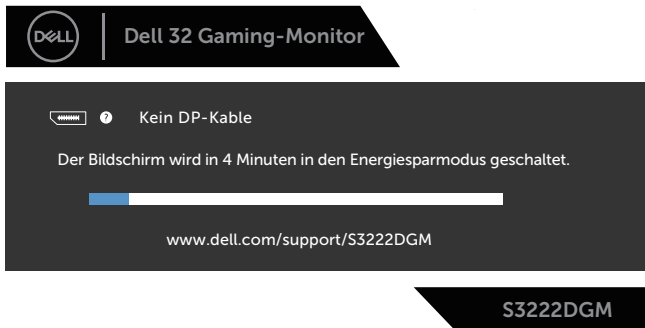 DELL
Dell 32 Gaming-Monitor
? Kein DP-Kable
Der Bildschirm wird in 4 Minuten in den Energiesparmodus geschaltet.
www.dell.com/support/S3222DGM
S3222DGM